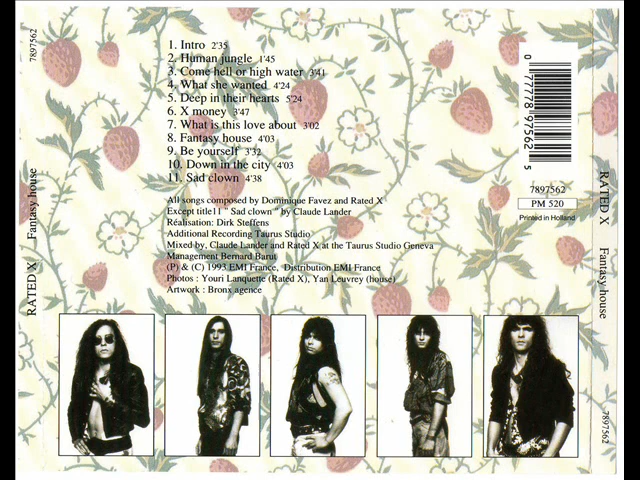 1. Intro 2'35
2. Human jungle 1'45
3. Come hell or high water 3'41
4. What she wanted 4'24
5. Deep in their hearts 5'24
6. X money 3'47
7. What is this love about 3'02
8. Fantasy house 4'03
9. Be yourself 3'32
10. Down in the city 4'03
11. Sad clown 4'38
All songs composed by Dominique Favez and Rated X
Except title11 " Sad clown " by Claude Lander
Réalisation: Dirk Steffens
Additional Recording Taurus Studio
Mixed by, Claude Lander and Rated X at the Taurus Studio Geneva
Management Bernard Barut
(P) & (C) 1993 EMI France, Distribution EMI France
Photos : Youri Lanquette (Rated X), Yan Leuvrey (house)
Artwork : Bronx agence
0 77778 97562 5
7897562
PM 520
Printed in Holland
RATED X Fantasy house 7897562
RATED X Fantasy house 7897562